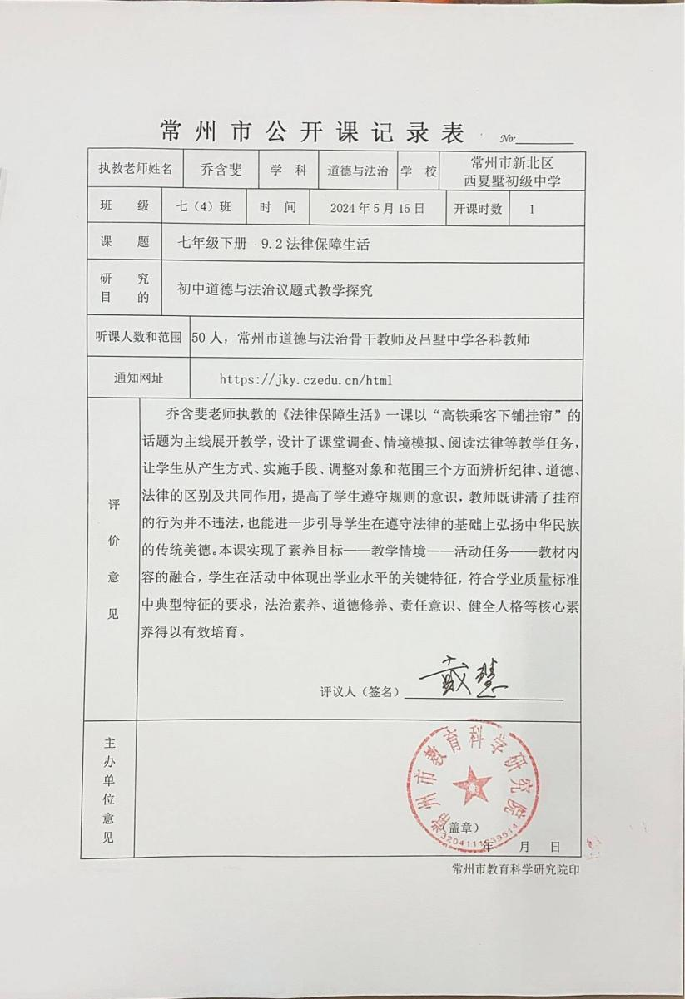 常州市公开课记录表 No:
执教老师姓名 乔含斐 学 科 道德与法治 学 校 常州市新北区
西夏墅初级中学
班 级 七（4）班 时 间 2024年5月15日 开课时数 1
课 题 七年级下册 9.2法律保障生活
研 究
目 的 初中道德与法治议题式教学探究
听课人数和范围 50人，常州市道德与法治骨干教师及吕墅中学各科教师
通知网址 https://jky.czedu.cn/html
评价意见
乔含斐老师执教的《法律保障生活》一课以“高铁乘客下铺挂帘”的
话题为主线展开教学，设计了课堂调查、情境模拟、阅读法律等教学任务，
让学生从产生方式、实施手段、调整对象和范围三个方面辨析纪律、道德、
法律的区别及共同作用，提高了学生遵守规则的意识，教师既讲清了挂帘
的行为并不违法，也能进一步引导学生在遵守法律的基础上弘扬中华民族
的传统美德。本课实现了素养目标——教学情境——活动任务——教材内
容的融合，学生在活动中体现出学业水平的关键特征，符合学业质量标准
中典型特征的要求，法治素养、道德修养、责任意识、健全人格等核心素
养得以有效培育。
评议人（签名） 戴慧
主办单位意见
常州市教育科学研究院
（盖章）
年 月 日
常州市教育科学研究院印